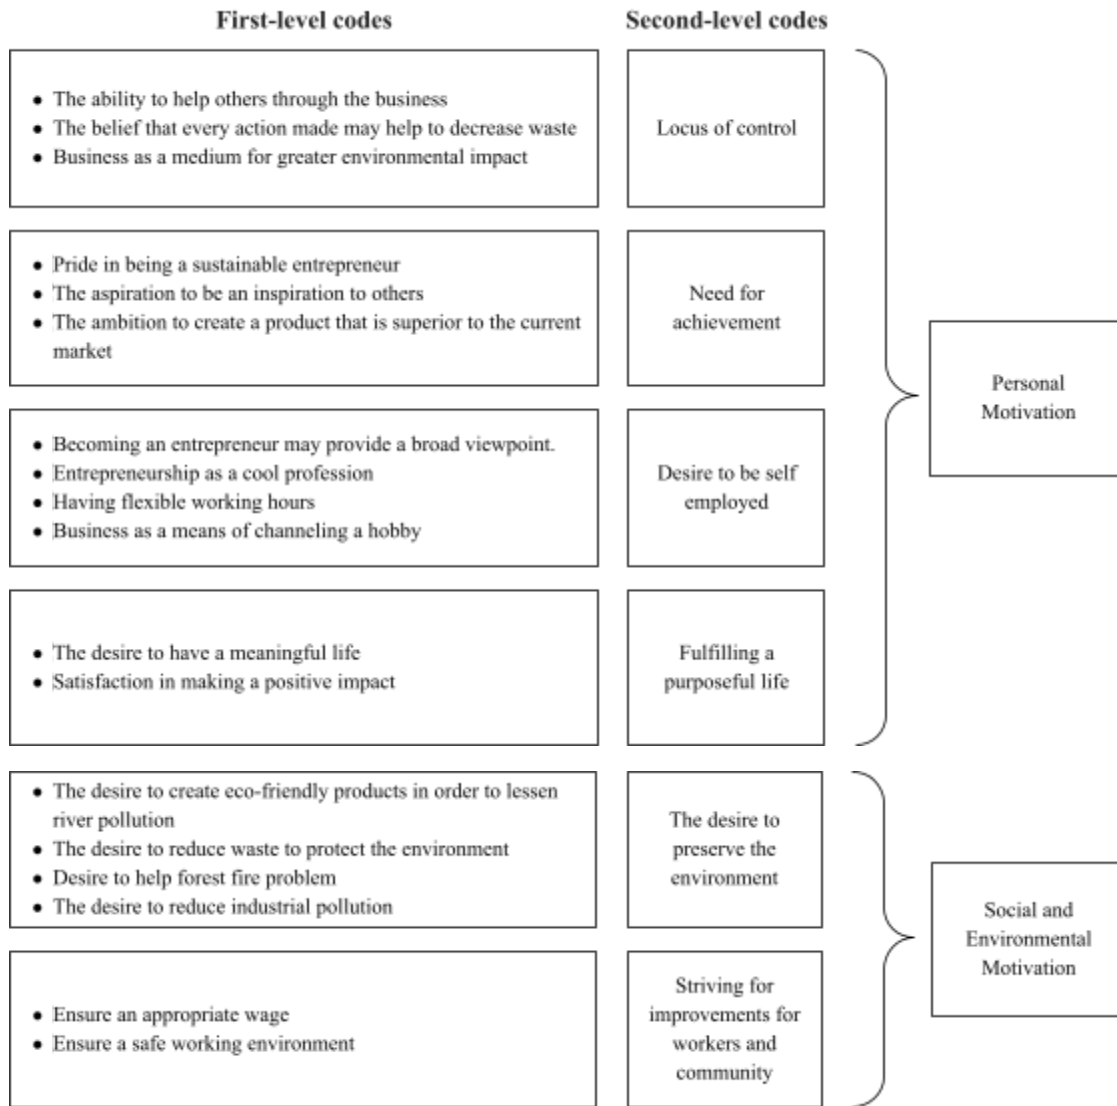 First-level codes
Second-level codes
• The ability to help others through the business
• The belief that every action made may help to decrease waste
• Business as a medium for greater environmental impact
Locus of control
• Pride in being a sustainable entrepreneur
• The aspiration to be an inspiration to others
• The ambition to create a product that is superior to the current
market
Need for
achievement
• Becoming an entrepreneur may provide a broad viewpoint.
• Entrepreneurship as a cool profession
• Having flexible working hours
• Business as a means of channeling a hobby
Desire to be self
employed
• The desire to have a meaningful life
• Satisfaction in making a positive impact
Fulfilling a
purposeful life
Personal
Motivation
• The desire to create eco-friendly products in order to lessen
river pollution
• The desire to reduce waste to protect the environment
• Desire to help forest fire problem
• The desire to reduce industrial pollution
The desire to
preserve the
environment
• Ensure an appropriate wage
• Ensure a safe working environment
Striving for
improvements for
workers and
community
Social and
Environmental
Motivation